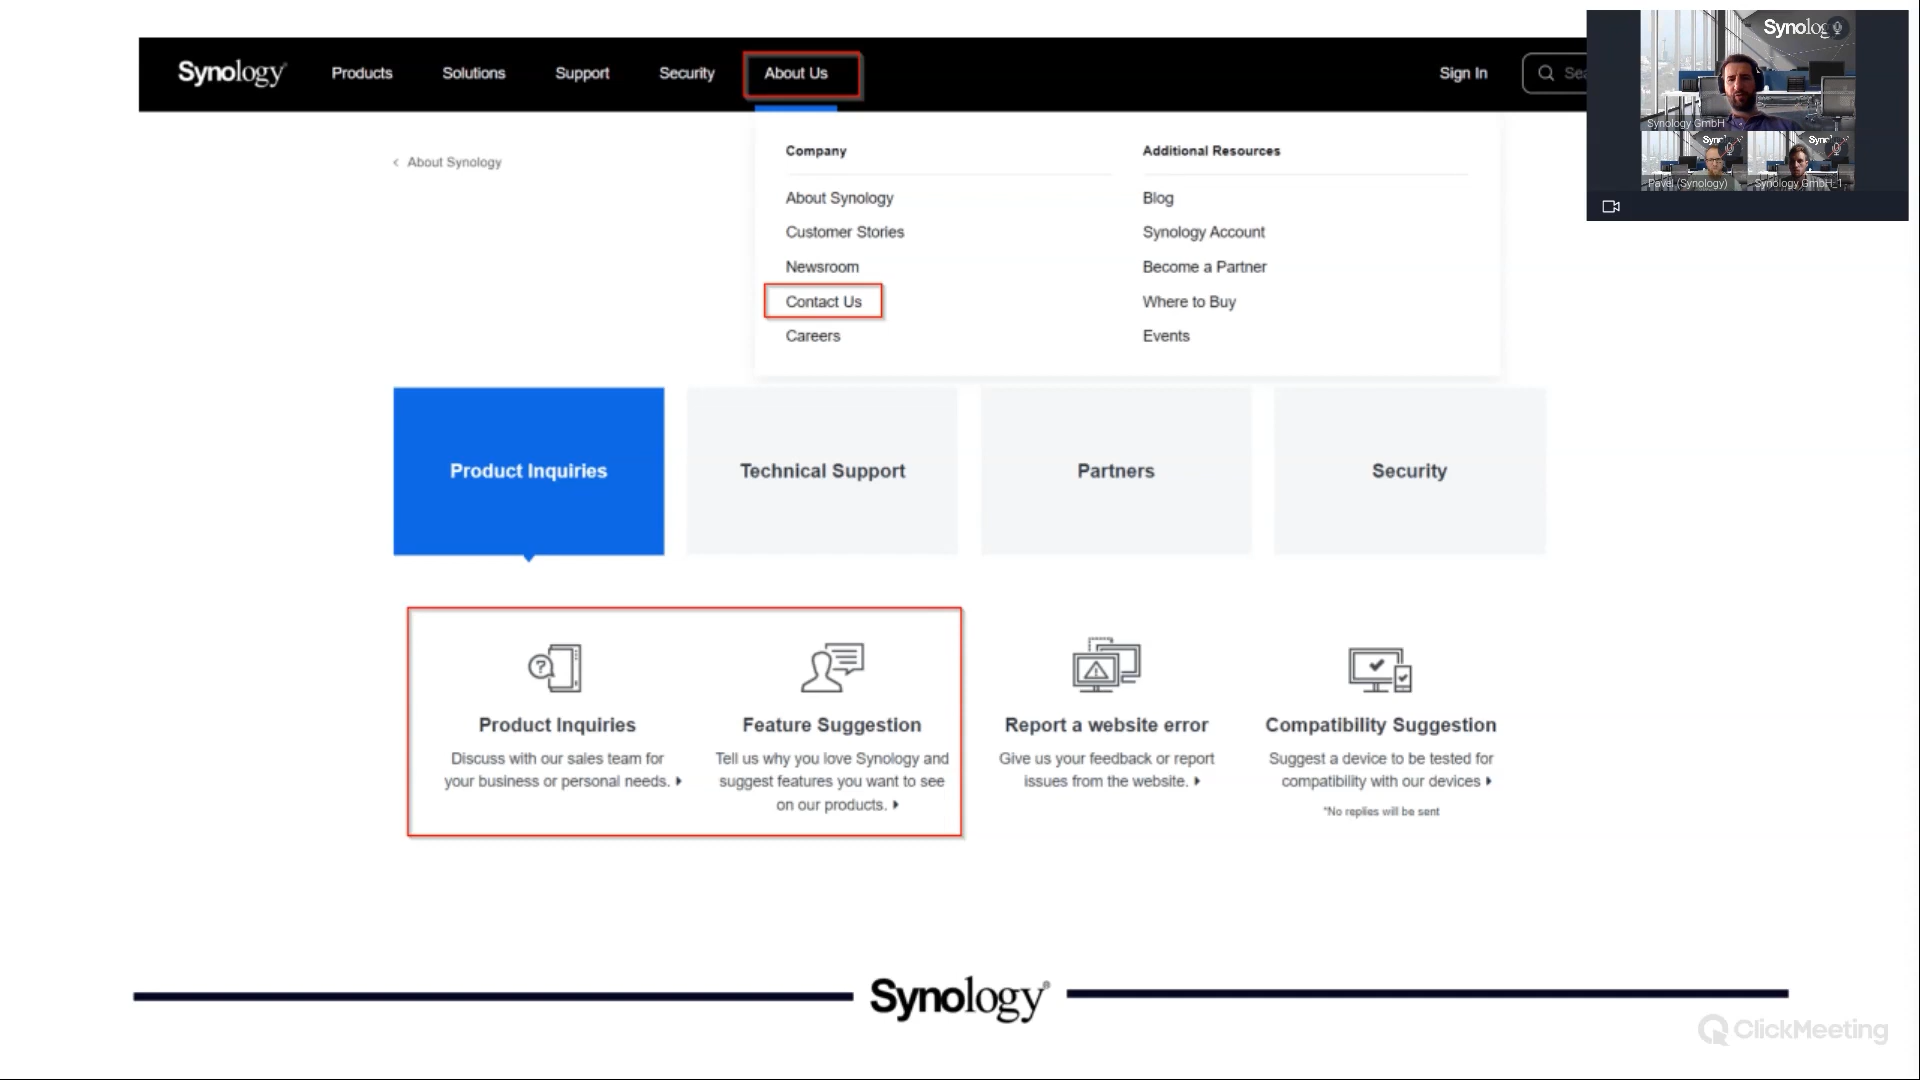 Synology
Products
Solutions
Support
Security
About Us
Sign In
Synology GmbH
Pavel (Synology)
Synology GmbH_1
< About Synology
Company
About Synology
Customer Stories
Newsroom
Contact Us
Careers
Additional Resources
Blog
Synology Account
Become a Partner
Where to Buy
Events
Product Inquiries
Technical Support
Partners
Security
Product Inquiries
Discuss with our sales team for
your business or personal needs.
Feature Suggestion
Tell us why you love Synology and
suggest features you want to see
on our products.
Report a website error
Give us your feedback or report
issues from the website.
Compatibility Suggestion
Suggest a device to be tested for
compatibility with our devices
*No replies will be sent
Synology
ClickMeeting